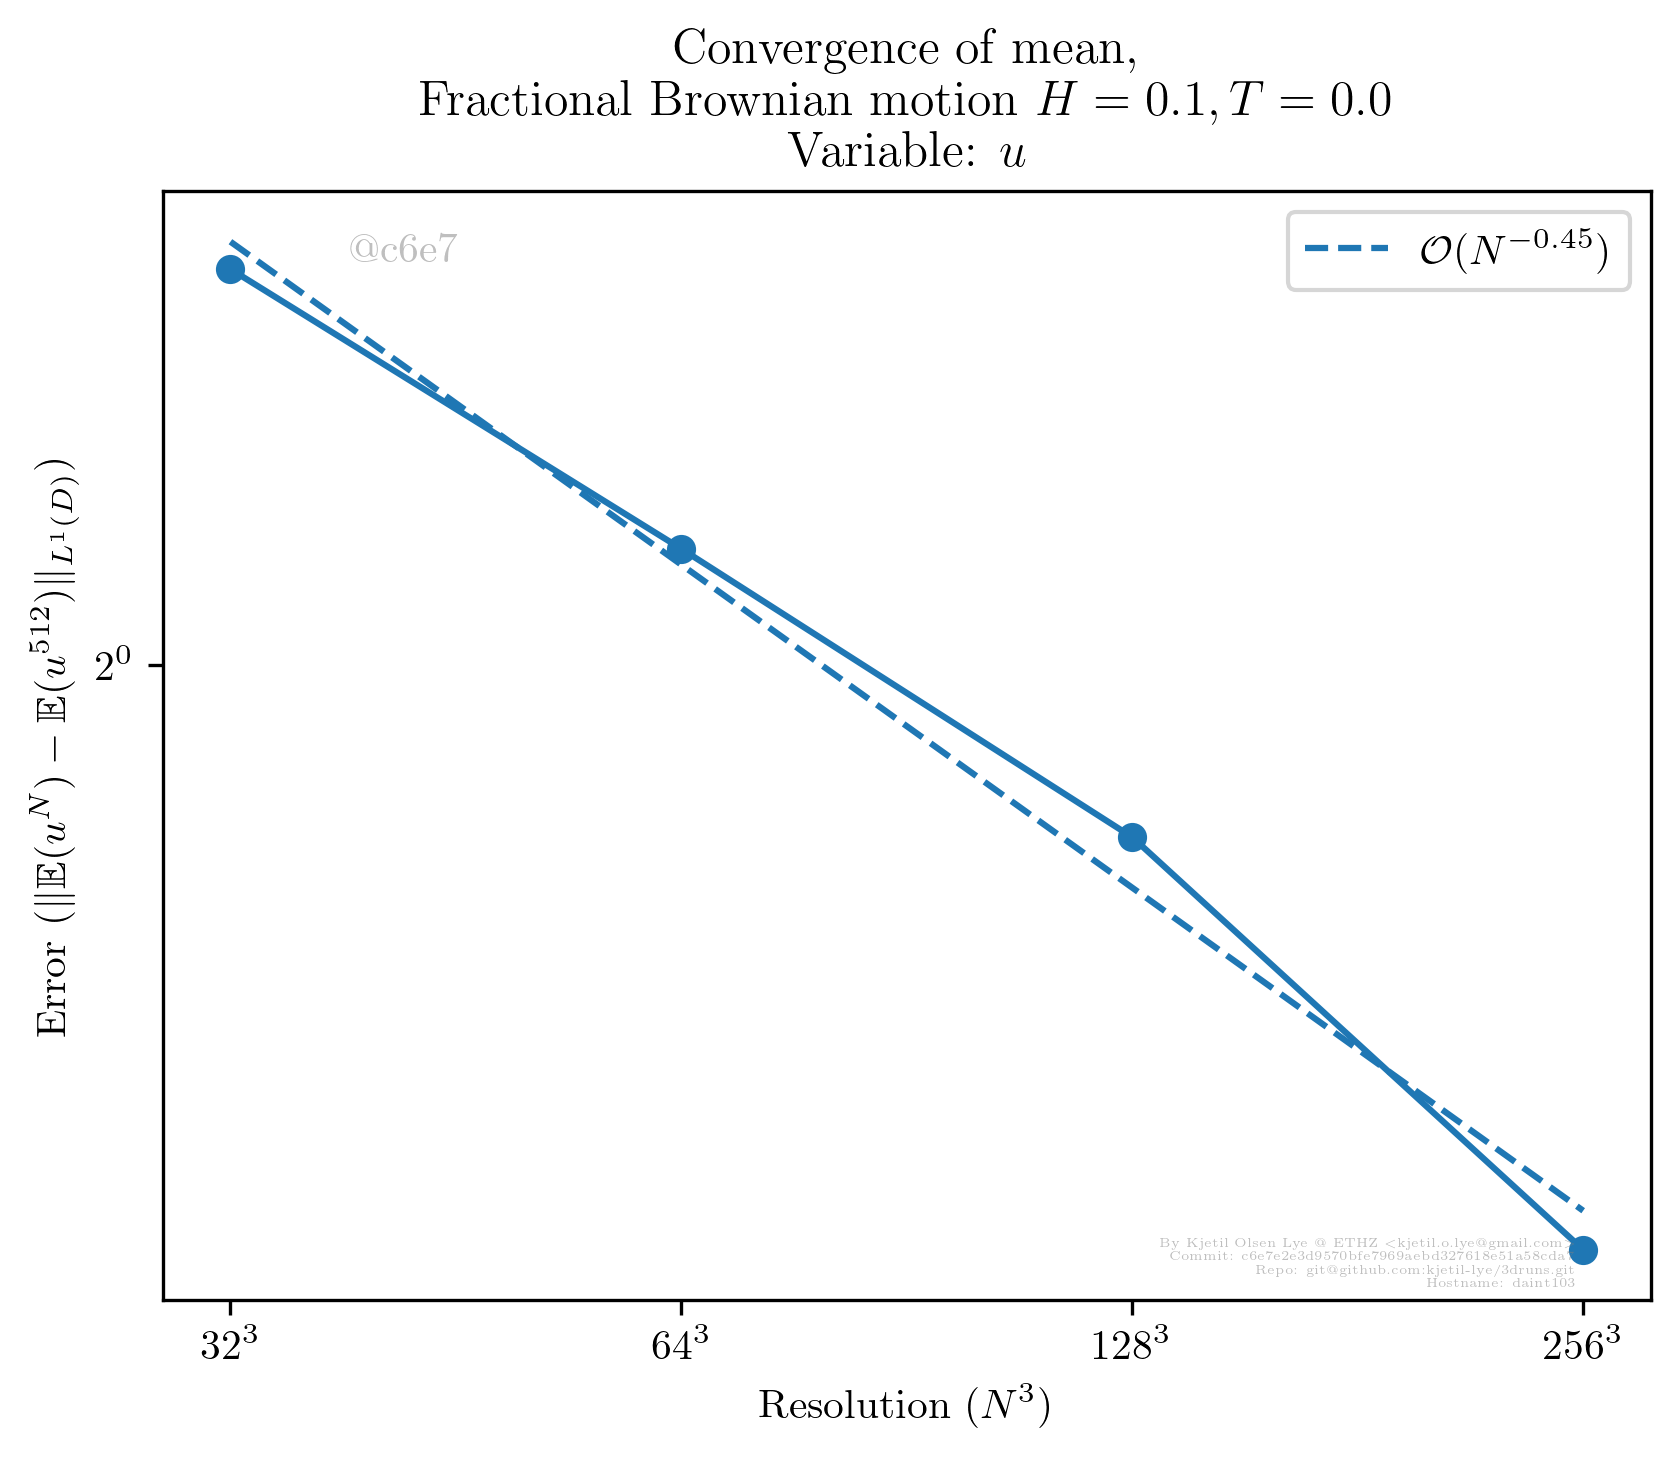 Convergence of mean,
Fractional Brownian motion H = 0.1, T = 0.0
Variable: u
@c6e7
O(N^{-0.45})
Error (||𝔼(u^N) − 𝔼(u^{512})||_{L^1(D)})
2^0
By Kjetil Olsen Lye @ ETHZ <kjetil.o.lye@gmail.com
Commit:
Repo: git@github.com:kjetil-lye/3druns.git
Hostname: daint103
32^3 64^3 128^3 256^3
Resolution (N^3)